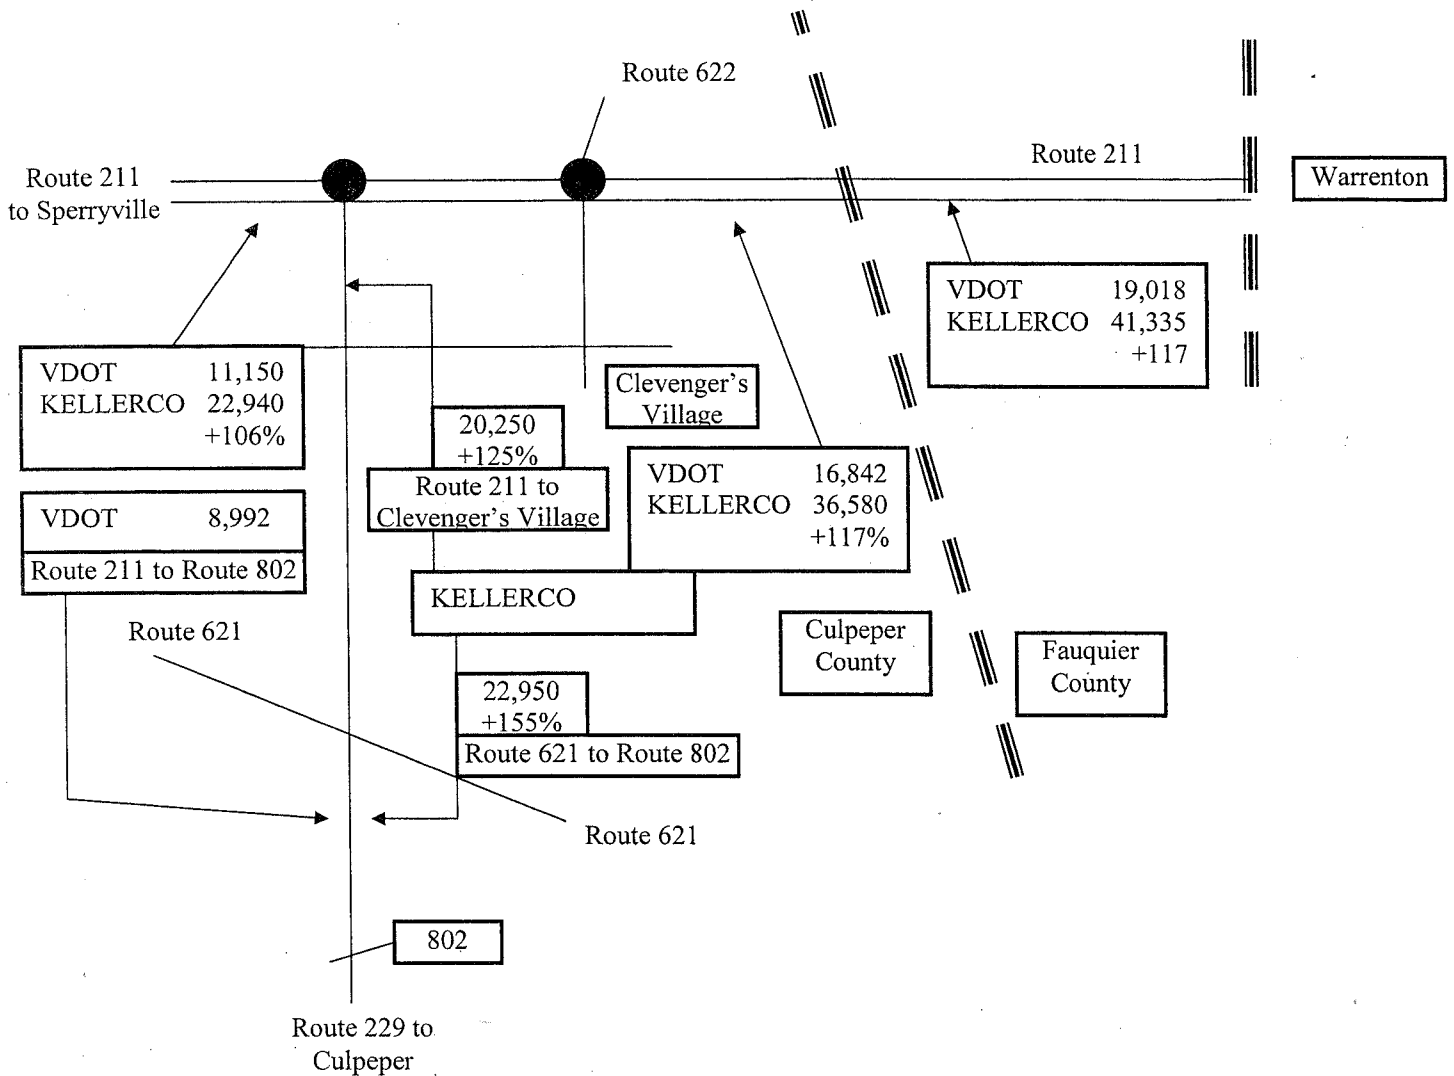 Route 622
Route 211
to Sperryville
Route 211
Warrenton
VDOT 19,018
KELLERCO 41,335
+117
VDOT 11,150
KELLERCO 22,940
+106%
Clevenger's
Village
20,250
+125%
Route 211 to
Clevenger's Village
VDOT 16,842
KELLERCO 36,580
+117%
VDOT 8,992
Route 211 to Route 802
KELLERCO
Route 621
Culpeper
County
Fauquier
County
22,950
+155%
Route 621 to Route 802
Route 621
802
Route 229 to
Culpeper